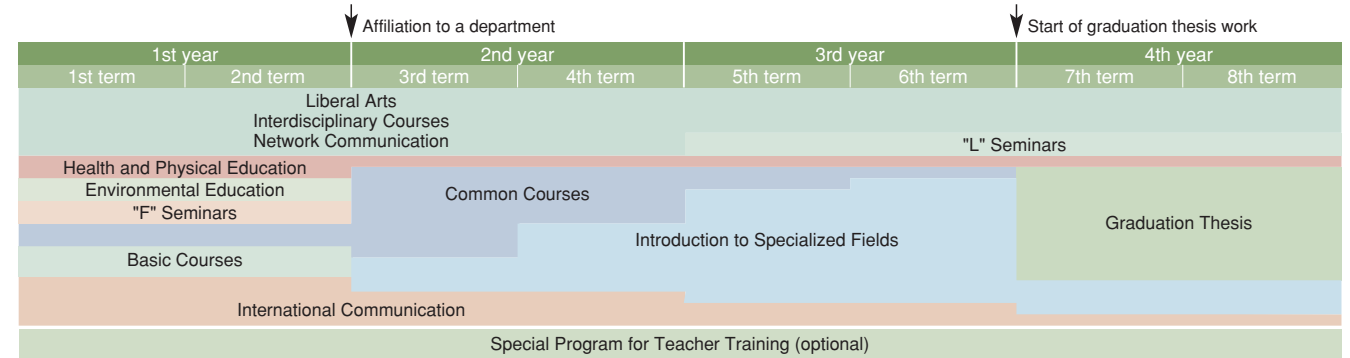 Affiliation to a department
Start of graduation thesis work
1st year
2nd year
3rd year
4th year
1st term
2nd term
3rd term
4th term
5th term
6th term
7th term
8th term
Liberal Arts
Interdisciplinary Courses
Network Communication
"L" Seminars
Health and Physical Education
Environmental Education
Common Courses
"F" Seminars
Graduation Thesis
Introduction to Specialized Fields
Basic Courses
International Communication
Special Program for Teacher Training (optional)